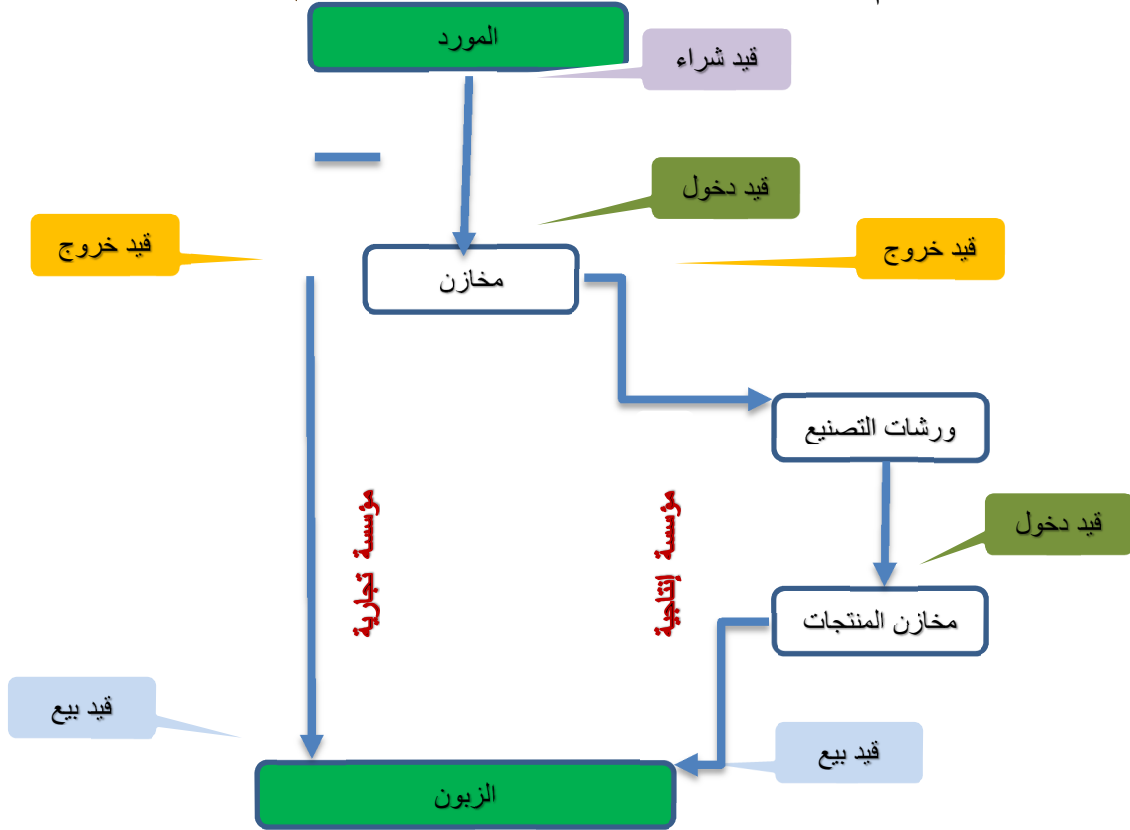 المورد
قيد شراء
قيد دخول
قيد خروج
قيد خروج
مخازن
ورشات التصنيع
مؤسسة إنتاجية
مؤسسة تجارية
قيد دخول
مخازن المنتجات
قيد بيع
قيد بيع
الزبون